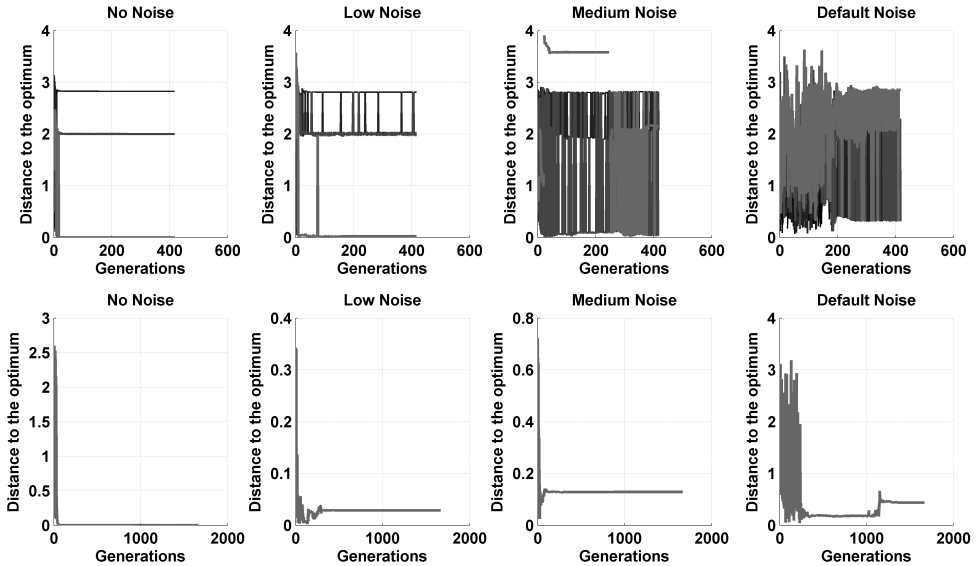 No Noise
Low Noise
Medium Noise
Default Noise
Distance to the optimum
4
3
2
1
0
0 200 400 600
Generations
Distance to the optimum
4
3
2
1
0
0 200 400 600
Generations
Distance to the optimum
4
3
2
1
0
0 200 400 600
Generations
Distance to the optimum
4
3
2
1
0
0 200 400 600
Generations
No Noise
Low Noise
Medium Noise
Default Noise
Distance to the optimum
3
2.5
2
1.5
1
0.5
0
0 1000 2000
Generations
Distance to the optimum
0.4
0.3
0.2
0.1
0
0 1000 2000
Generations
Distance to the optimum
0.8
0.6
0.4
0.2
0
0 1000 2000
Generations
Distance to the optimum
4
3
2
1
0
0 1000 2000
Generations